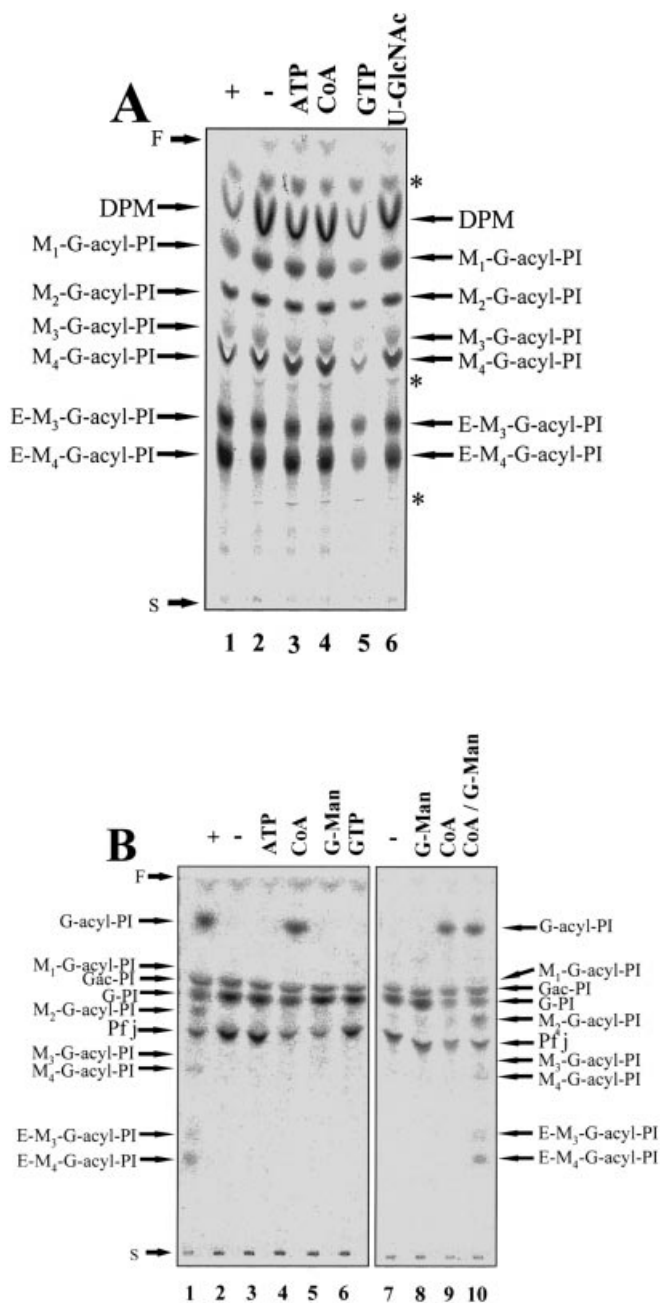 A
+ - ATP CoA GTP U-GlcNAc
F
*
DPM DPM
M₁-G-acyl-PI M₁-G-acyl-PI
M₂-G-acyl-PI M₂-G-acyl-PI
M₃-G-acyl-PI M₃-G-acyl-PI
M₄-G-acyl-PI M₄-G-acyl-PI
*
E-M₃-G-acyl-PI E-M₃-G-acyl-PI
E-M₄-G-acyl-PI E-M₄-G-acyl-PI
*
S
1 2 3 4 5 6
B
+ - ATP CoA G-Man GTP - G-Man CoA CoA / G-Man
F
G-acyl-PI G-acyl-PI
M₁-G-acyl-PI M₁-G-acyl-PI
Gac-PI Gac-PI
G-PI G-PI
M₂-G-acyl-PI M₂-G-acyl-PI
Pfj Pfj
M₃-G-acyl-PI M₃-G-acyl-PI
M₄-G-acyl-PI M₄-G-acyl-PI
E-M₃-G-acyl-PI E-M₃-G-acyl-PI
E-M₄-G-acyl-PI E-M₄-G-acyl-PI
S
1 2 3 4 5 6 7 8 9 10